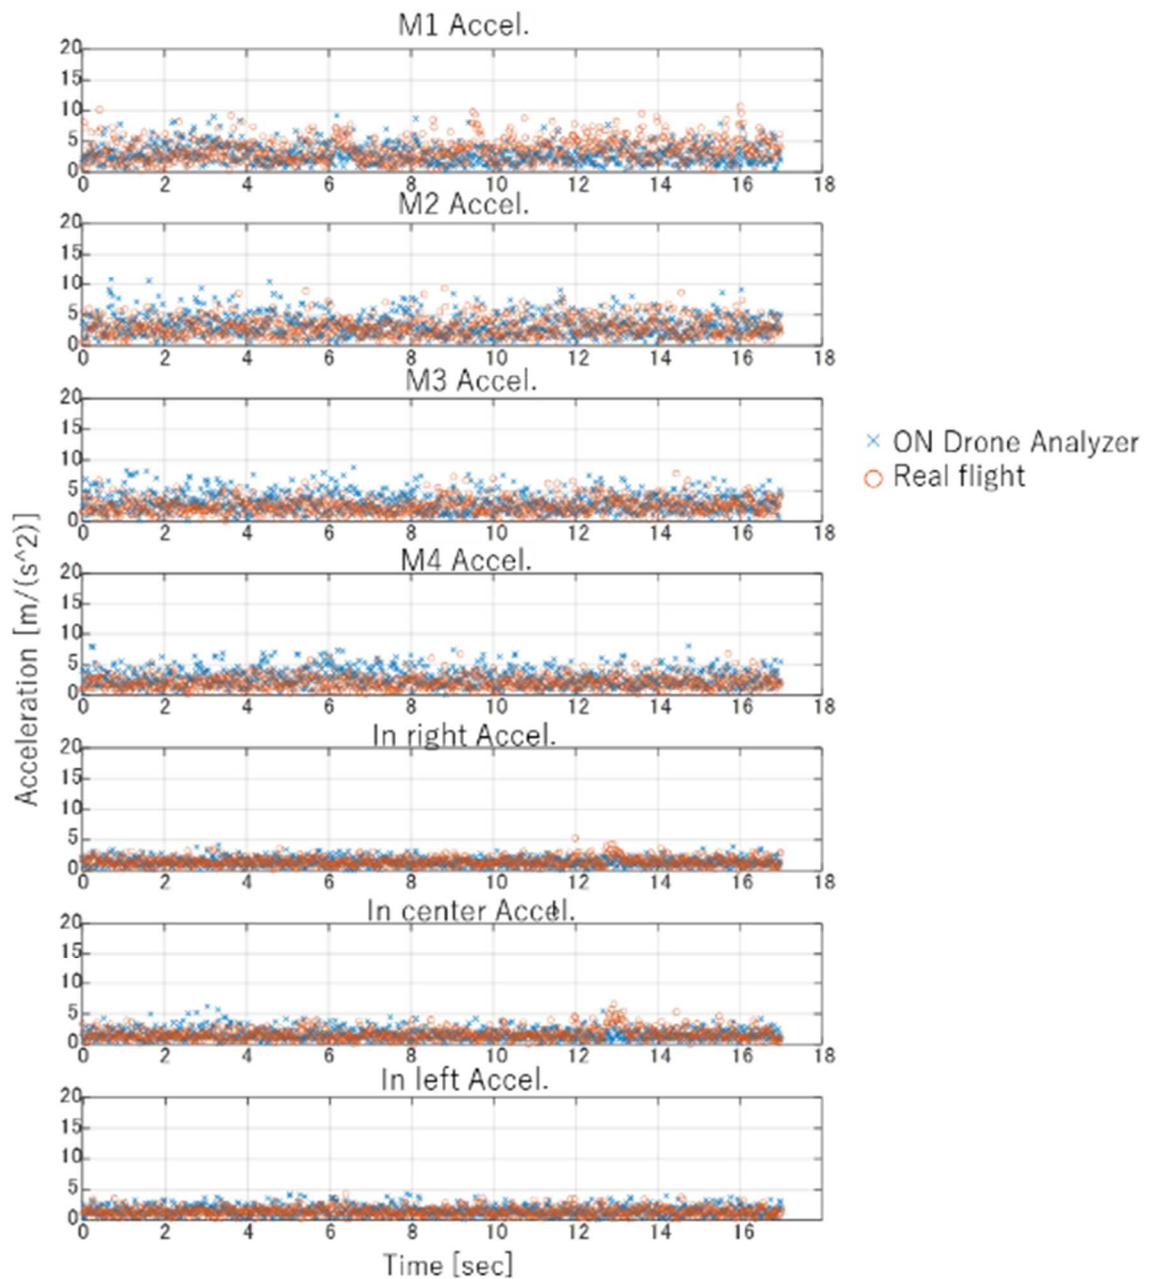 M1 Accel.
20
15
10
5
0
0 2 4 6 8 10 12 14 16 18
M2 Accel.
20
15
10
5
0
0 2 4 6 8 10 12 14 16 18
M3 Accel.
20
15
10
5
0
0 2 4 6 8 10 12 14 16 18
× ON Drone Analyzer
○ Real flight
M4 Accel.
20
15
10
5
0
0 2 4 6 8 10 12 14 16 18
Acceleration [m/(s^2)]
In right Accel.
20
15
10
5
0
0 2 4 6 8 10 12 14 16 18
In center Accel.
20
15
10
5
0
0 2 4 6 8 10 12 14 16 18
In left Accel.
20
15
10
5
0
0 2 4 6 8 10 12 14 16 18
Time [sec]